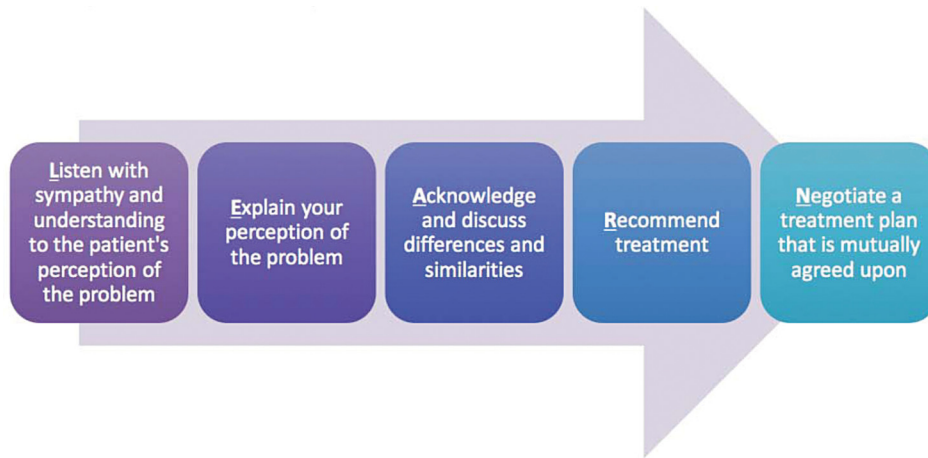 Listen with
sympathy and
understanding
to the patient's
perception of
the problem
Explain your
perception of
the problem
Acknowledge
and discuss
differences and
similarities
Recommend
treatment
Negotiate a
treatment plan
that is mutually
agreed upon